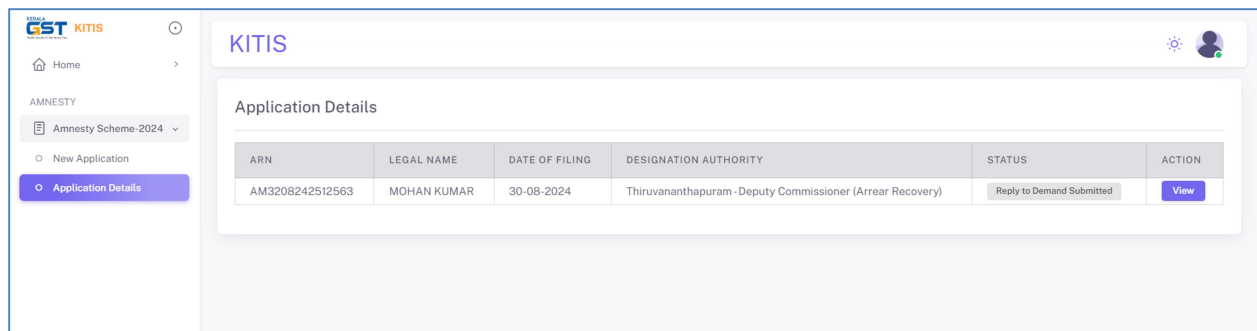 KERALA
GST KITIS
Home
AMNESTY
Amnesty Scheme-2024
New Application
Application Details
KITIS
Application Details
ARN LEGAL NAME DATE OF FILING DESIGNATION AUTHORITY STATUS ACTION
AM3208242512563 MOHAN KUMAR 30-08-2024 Thiruvananthapuram - Deputy Commissioner (Arrear Recovery) Reply to Demand Submitted View